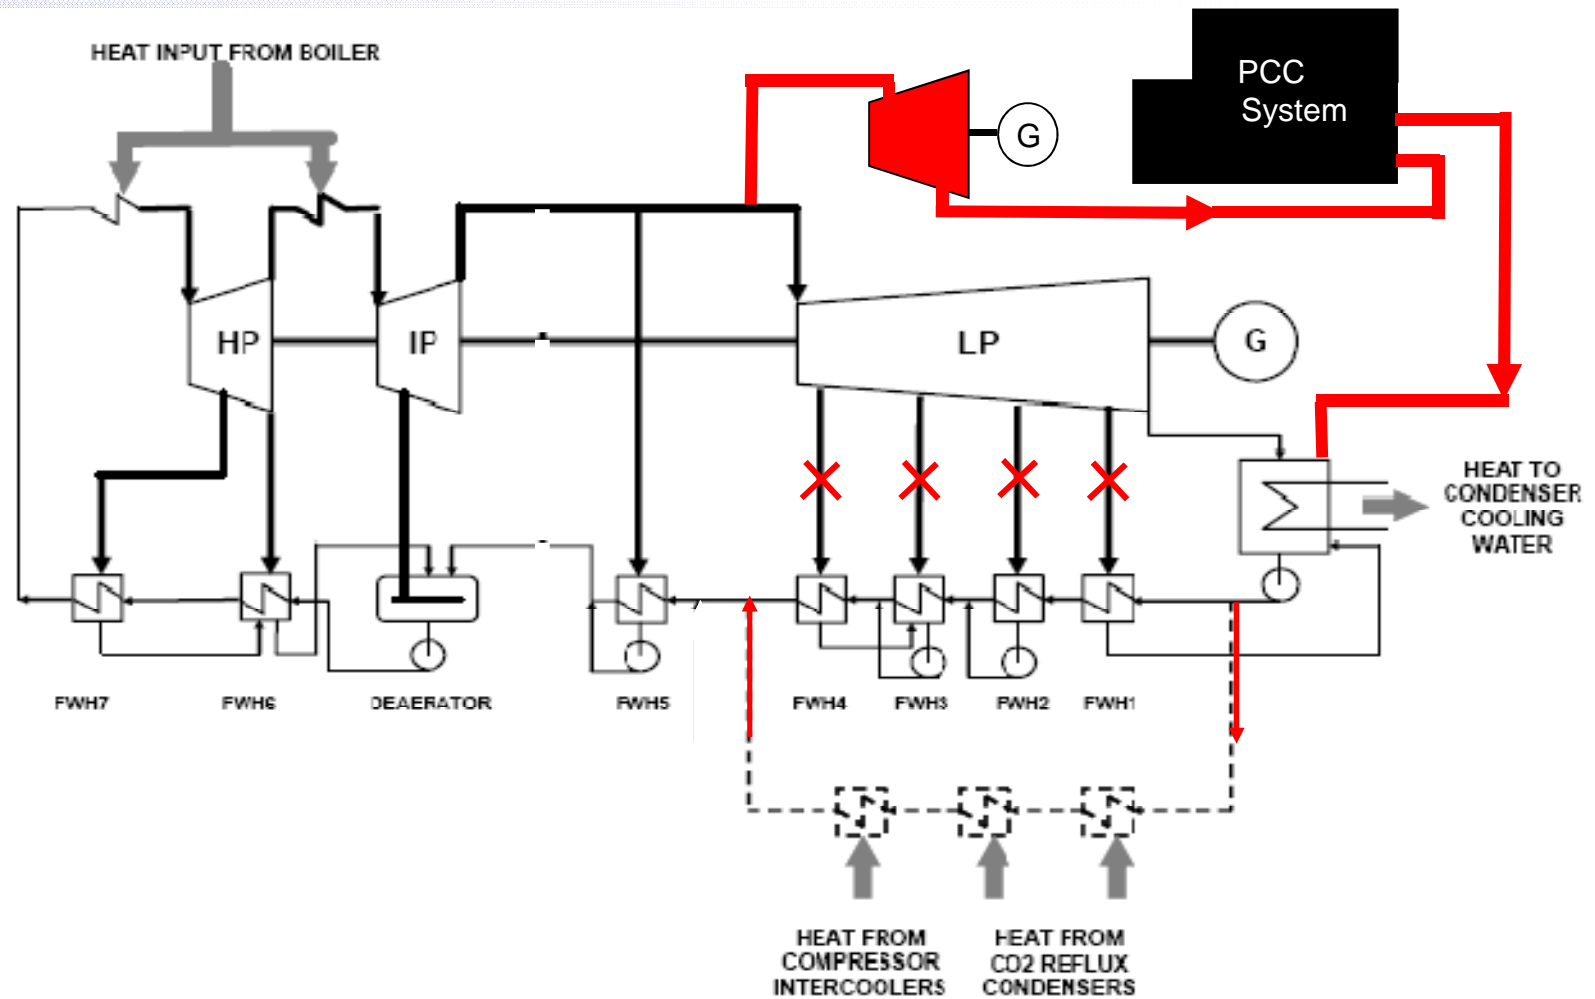 HEAT INPUT FROM BOILER
PCC
System
G
HP
IP
LP
G
HEAT TO
CONDENSER
COOLING
WATER
FWH7
FWH6
DEAERATOR
FWH5
FWH4
FWH3
FWH2
FWH1
HEAT FROM
COMPRESSOR
INTERCOOLERS
HEAT FROM
CO2 REFLUX
CONDENSERS